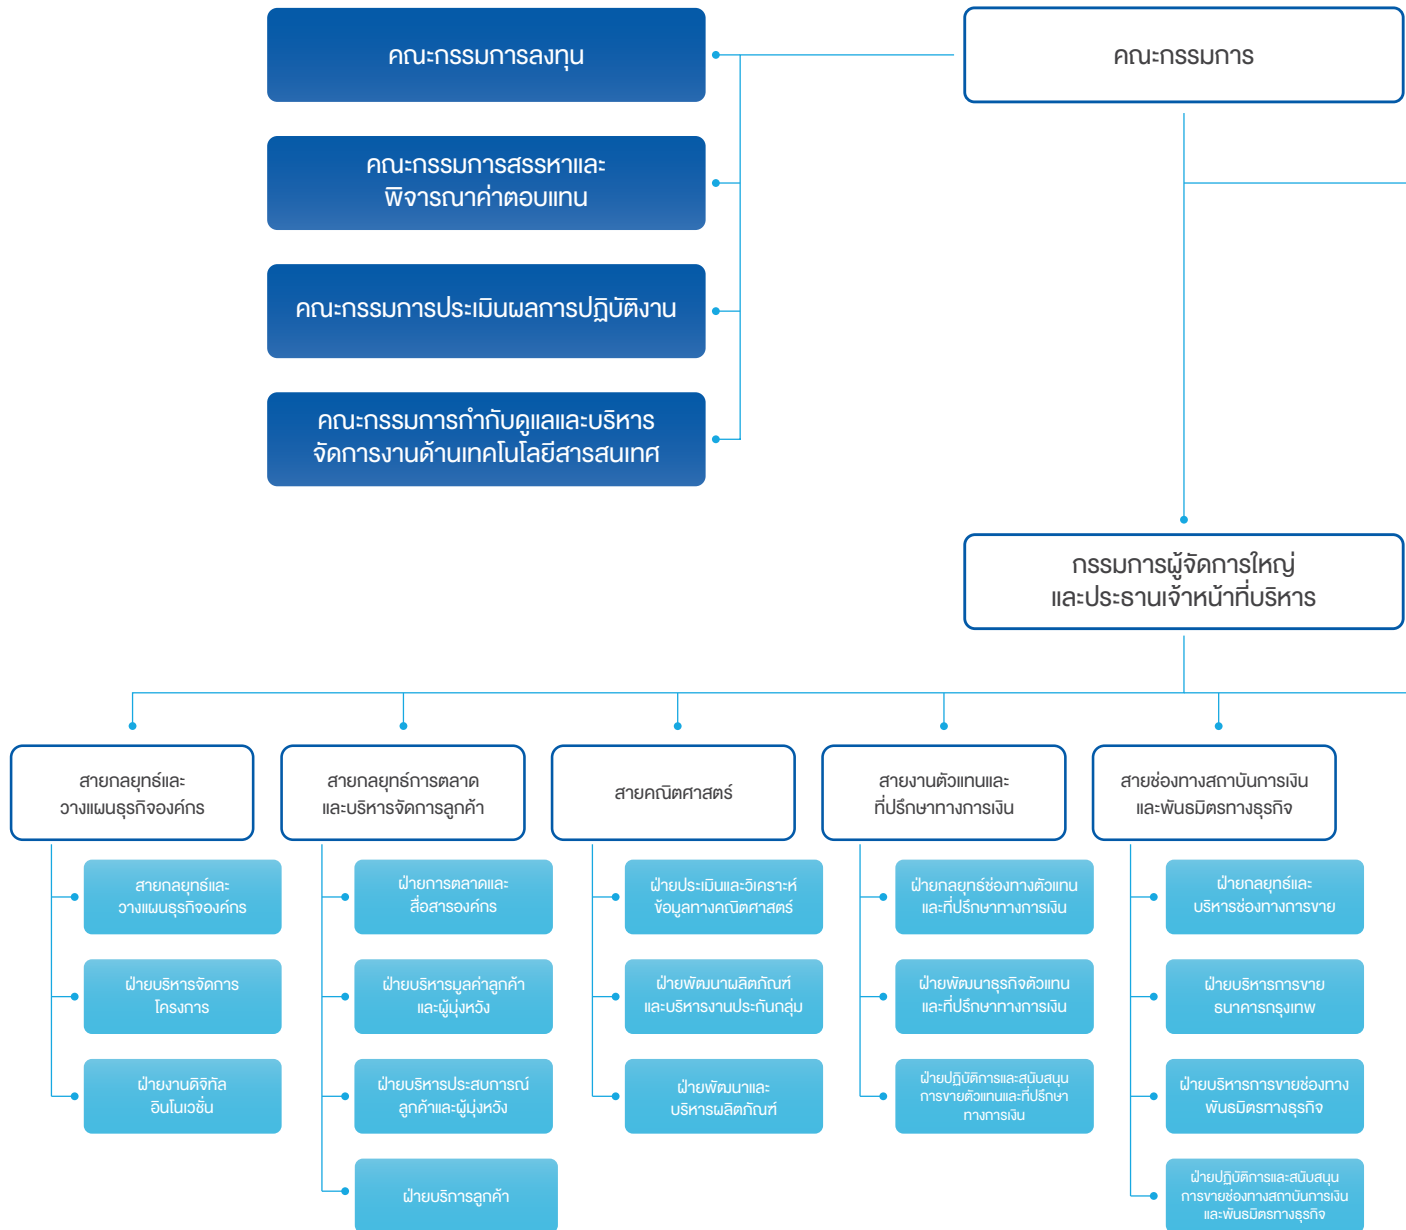 คณะกรรมการลงทุน
คณะกรรมการ
คณะกรรมการสรรหาและ
พิจารณาค่าตอบแทน
คณะกรรมการประเมินผลการปฏิบัติงาน
คณะกรรมการกำกับดูแลและบริหาร
จัดการงานด้านเทคโนโลยีสารสนเทศ
กรรมการผู้จัดการใหญ่
และประธานเจ้าหน้าที่บริหาร
สายกลยุทธ์และ
วางแผนธุรกิจองค์กร
สายกลยุทธ์และ
วางแผนธุรกิจองค์กร
ฝ่ายบริหารจัดการ
โครงการ
ฝ่ายงานดิจิทัล
อินโนเวชั่น
สายกลยุทธ์การตลาด
และบริหารจัดการลูกค้า
ฝ่ายการตลาดและ
สื่อสารองค์กร
ฝ่ายบริหารมูลค่าลูกค้า
และผู้มุ่งหวัง
ฝ่ายบริหารประสบการณ์
ลูกค้าและผู้มุ่งหวัง
ฝ่ายบริการลูกค้า
สายคณิตศาสตร์
ฝ่ายประเมินและวิเคราะห์
ข้อมูลทางคณิตศาสตร์
ฝ่ายพัฒนาผลิตภัณฑ์
และบริหารงานประกันกลุ่ม
ฝ่ายพัฒนาและ
บริหารผลิตภัณฑ์
สายงานตัวแทนและ
ที่ปรึกษาทางการเงิน
ฝ่ายกลยุทธ์ช่องทางตัวแทน
และที่ปรึกษาทางการเงิน
ฝ่ายพัฒนาธุรกิจตัวแทน
และที่ปรึกษาทางการเงิน
ฝ่ายปฏิบัติการและสนับสนุน
การขายตัวแทนและที่ปรึกษา
ทางการเงิน
สายช่องทางสถาบันการเงิน
และพันธมิตรทางธุรกิจ
ฝ่ายกลยุทธ์และ
บริหารช่องทางการขาย
ฝ่ายบริหารการขาย
ธนาคารกรุงเทพ
ฝ่ายบริหารการขายช่องทาง
พันธมิตรทางธุรกิจ
ฝ่ายปฏิบัติการและสนับสนุน
การขายช่องทางสถาบันการเงิน
และพันธมิตรทางธุรกิจ